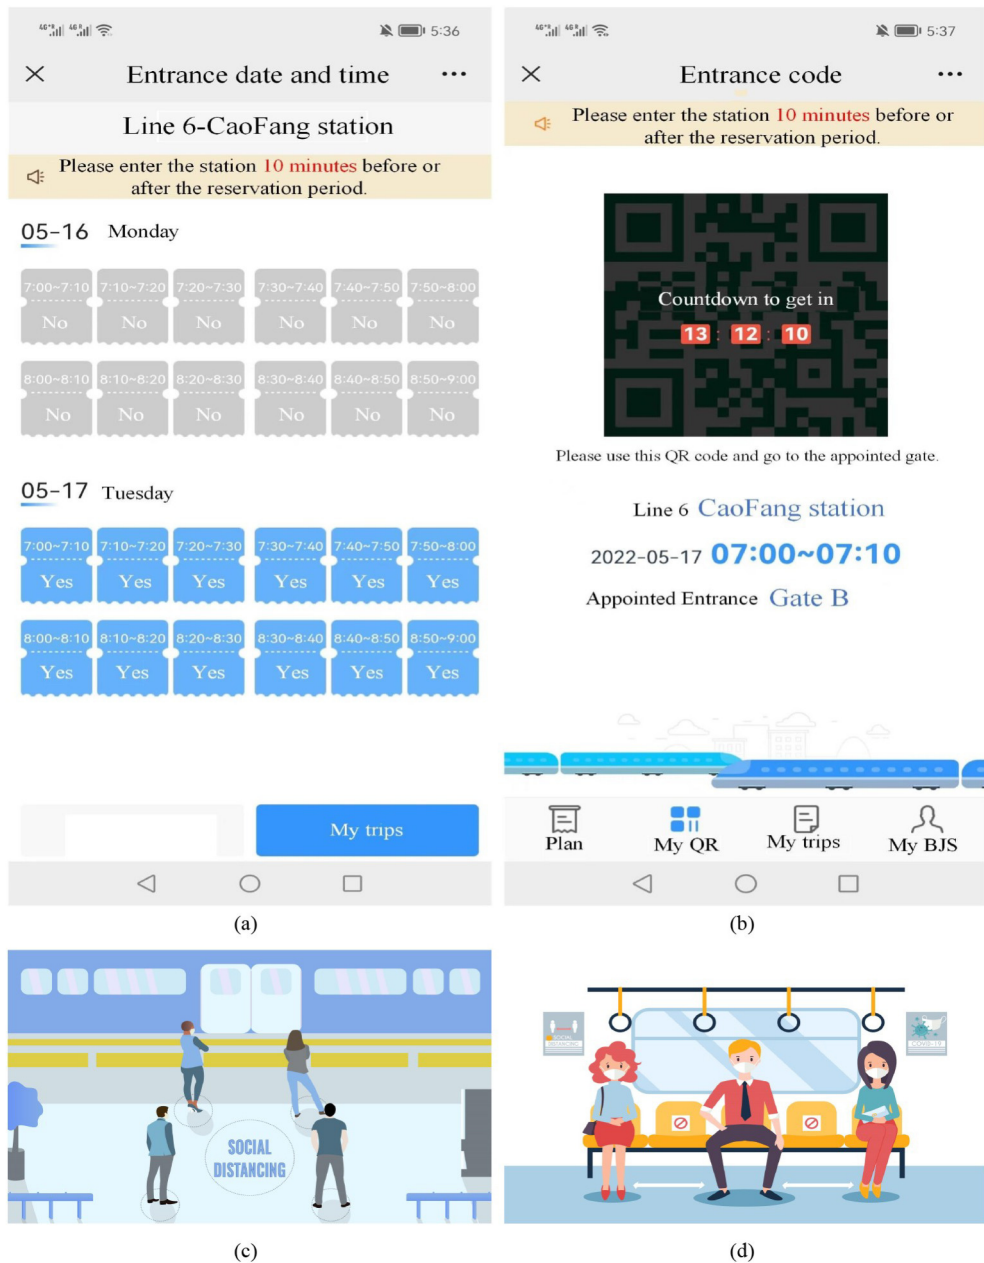 4G+ 4G R 5:36
Entrance date and time
Line 6-CaoFang station
Please enter the station 10 minutes before or
after the reservation period.
05-16 Monday
7:00~7:10 7:10~7:20 7:20~7:30 7:30~7:40 7:40~7:50 7:50~8:00
No No No No No No
8:00~8:10 8:10~8:20 8:20~8:30 8:30~8:40 8:40~8:50 8:50~9:00
No No No No No No
05-17 Tuesday
7:00~7:10 7:10~7:20 7:20~7:30 7:30~7:40 7:40~7:50 7:50~8:00
Yes Yes Yes Yes Yes Yes
8:00~8:10 8:10~8:20 8:20~8:30 8:30~8:40 8:40~8:50 8:50~9:00
Yes Yes Yes Yes Yes Yes
My trips
(a)
5:37
Entrance code
Please enter the station 10 minutes before or
after the reservation period.
Countdown to get in
13 : 12 : 10
Please use this QR code and go to the appointed gate.
Line 6 CaoFang station
2022-05-17 07:00~07:10
Appointed Entrance Gate B
Plan My QR My trips My BJS
(b)
SOCIAL
DISTANCING
(c)
SOCIAL
DISTANCING
COVID-19
(d)